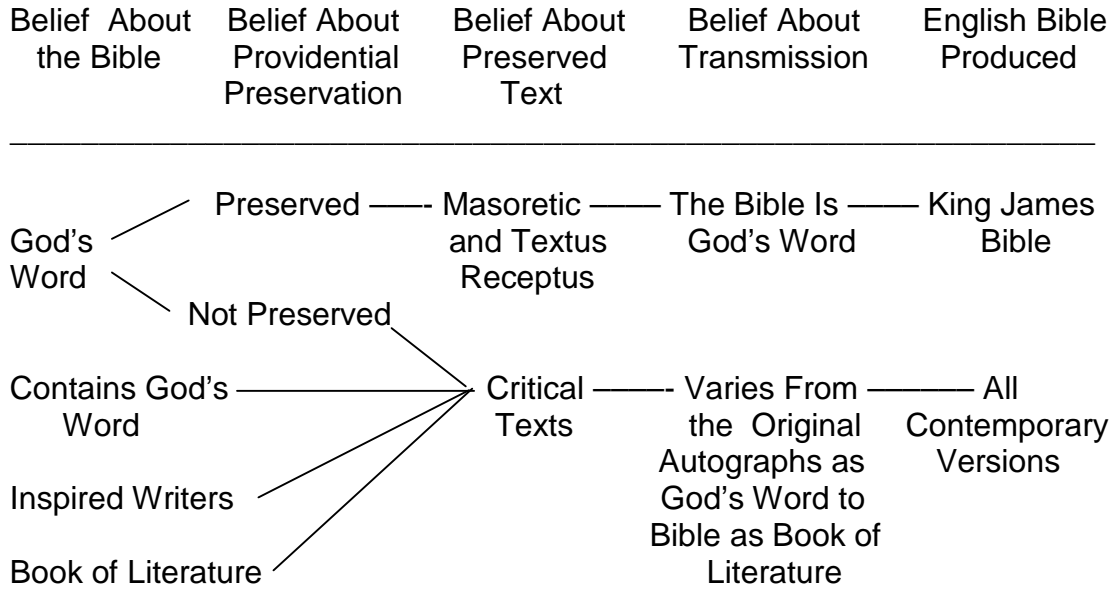 Belief About Belief About Belief About Belief About English Bible
the Bible Providential Preserved Transmission Produced
Preservation Text
Preserved Masoretic The Bible Is King James
God's and Textus God's Word Bible
Word Receptus
Not Preserved
Contains God's Critical Varies From All
Word Texts the Original Contemporary
Autographs as Versions
Inspired Writers God's Word to
Bible as Book of
Book of Literature Literature